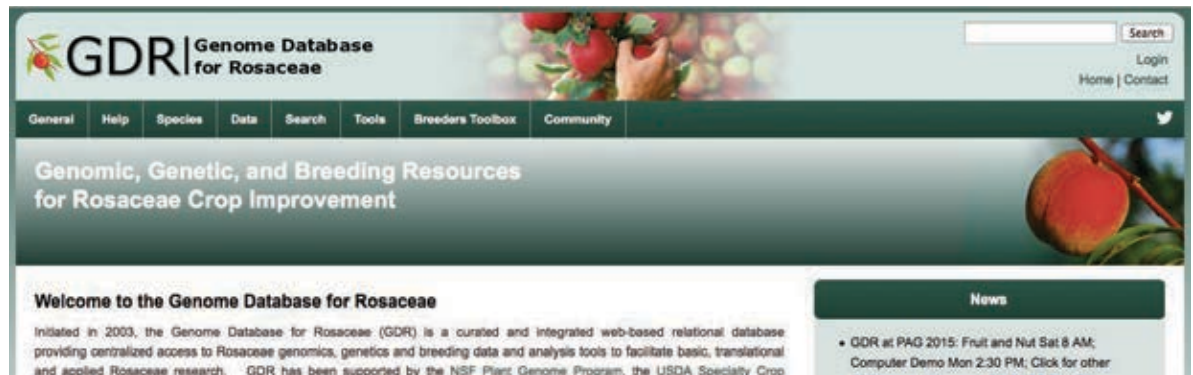 GDR Genome Database
for Rosaceae
Search
Login
Home | Contact
General Help Species Data Search Tools Breeders Toolbox Community
Genomic, Genetic, and Breeding Resources
for Rosaceae Crop Improvement
Welcome to the Genome Database for Rosaceae
Initiated in 2003, the Genome Database for Rosaceae (GDR) is a curated and integrated web-based relational database
providing centralized access to Rosaceae genomics, genetics and breeding data and analysis tools to facilitate basic, translational
and applied Rosaceae research. GDR has been supported by the NSF Plant Genome Program, the USDA Specialty Crop
News
• GDR at PAG 2015: Fruit and Nut Sat 8 AM;
Computer Demo Mon 2:30 PM; Click for other